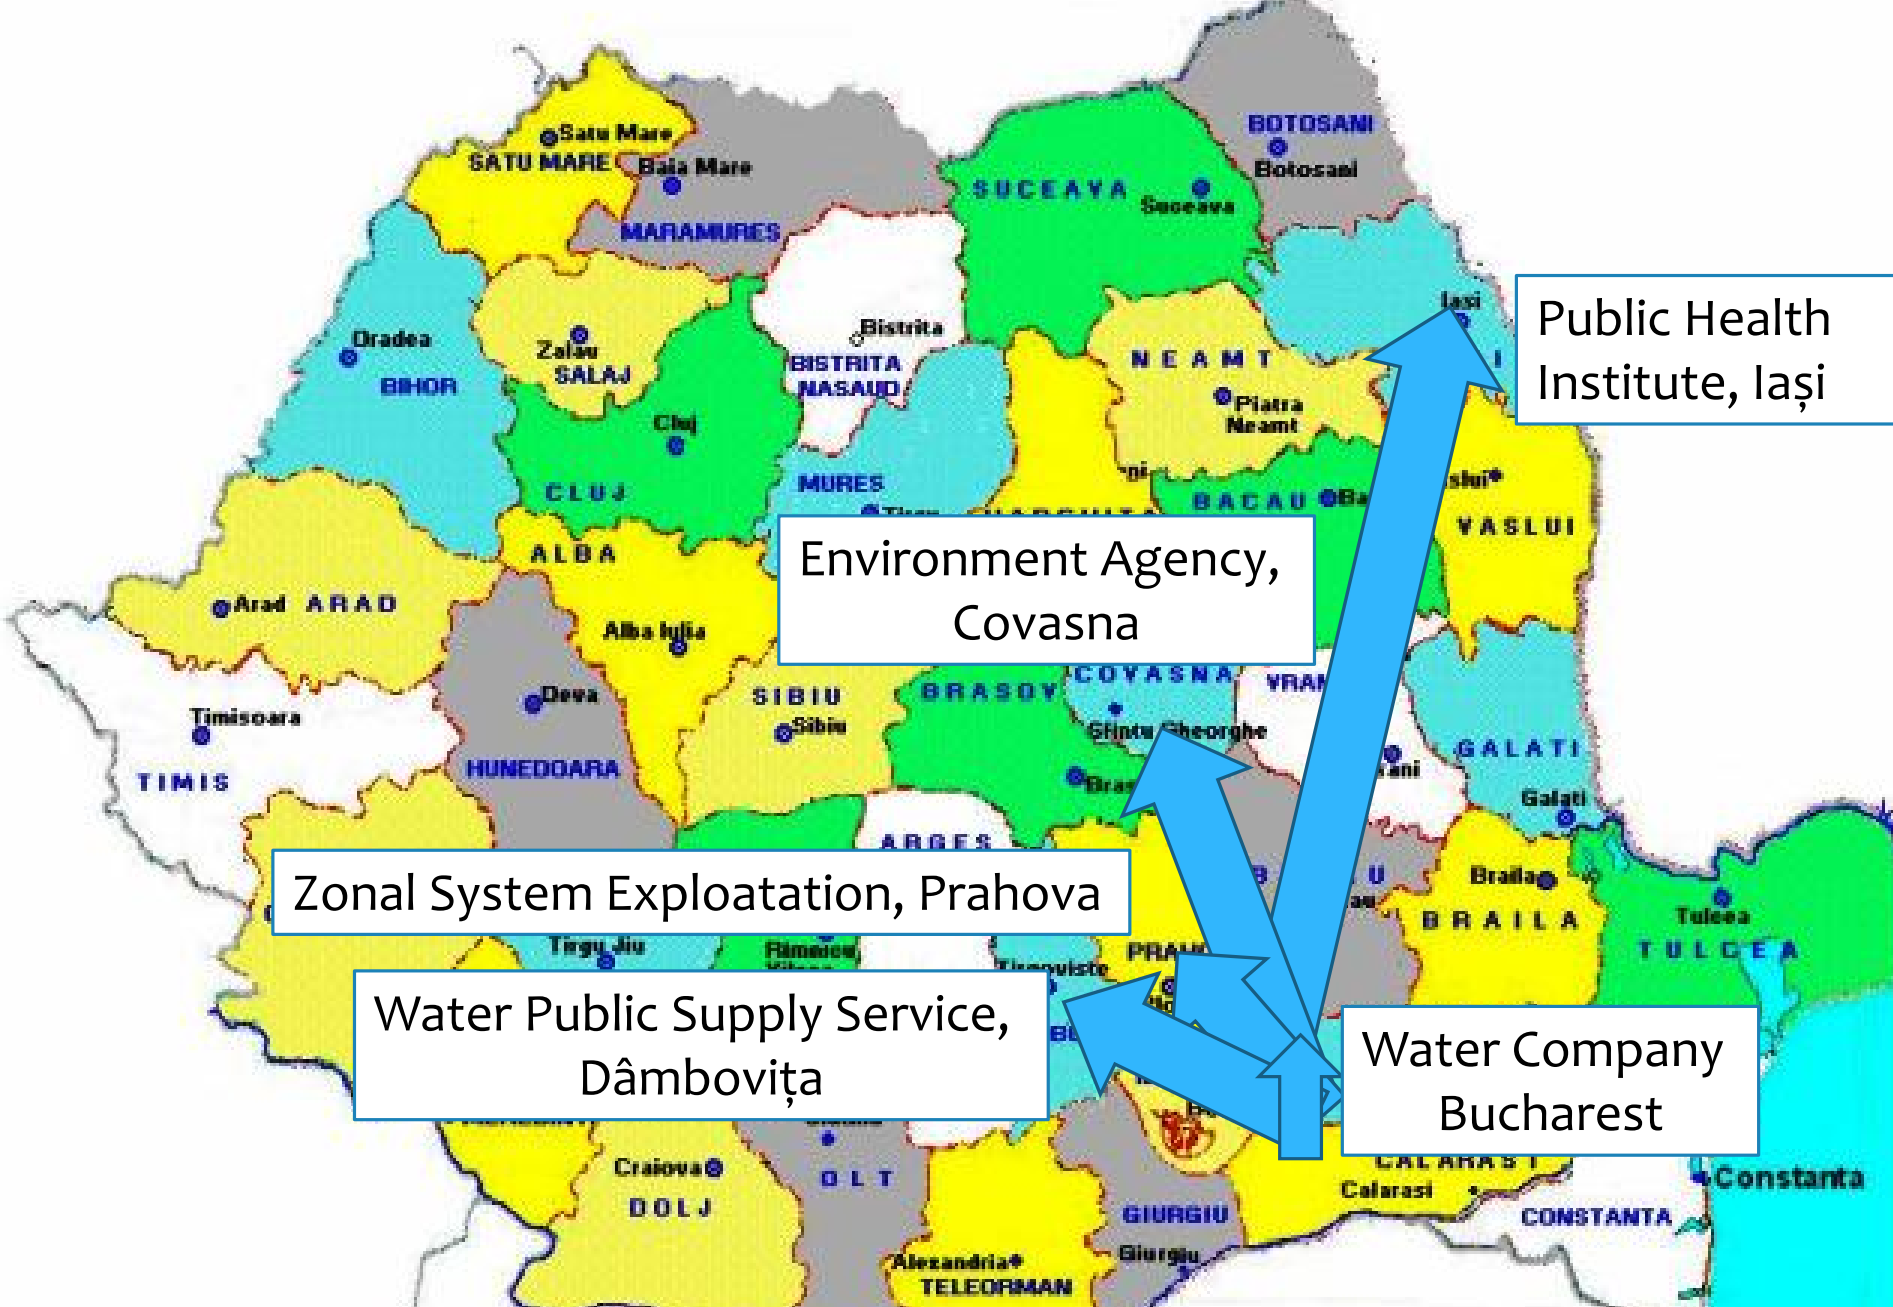 BOTOSANI
Botosani
Satu Mare
SATU MARE
Baia Mare
MARAMURES
SUCEAVA
Suceava
Iasi
Public Health
Institute, Iași
Oradea
BIHOR
Zalau
SALAJ
Bistrita
BISTRITA
NASAUD
NEAMT
Piatra
Neamt
Cluj
CLUJ
MURES
BACAU
VASLUI
ALBA
Environment Agency,
Covasna
Arad ARAD
Alba Iulia
Deva
HUNEDOARA
SIBIU
Sibiu
BRASOV
COVASNA
Sfintu Gheorghe
Timisoara
TIMIS
GALATI
Galati
ARGES
Zonal System Exploatation, Prahova
Braila
BRAILA
Tulcea
TULCEA
Tirgu Jiu
Rimnicu
Water Public Supply Service,
Dâmbovița
Water Company
Bucharest
Craiova
DOLJ
OLT
CALARASI
Calarasi
Constanta
CONSTANTA
GIURGIU
Giurgiu
Alexandria
TELEORMAN